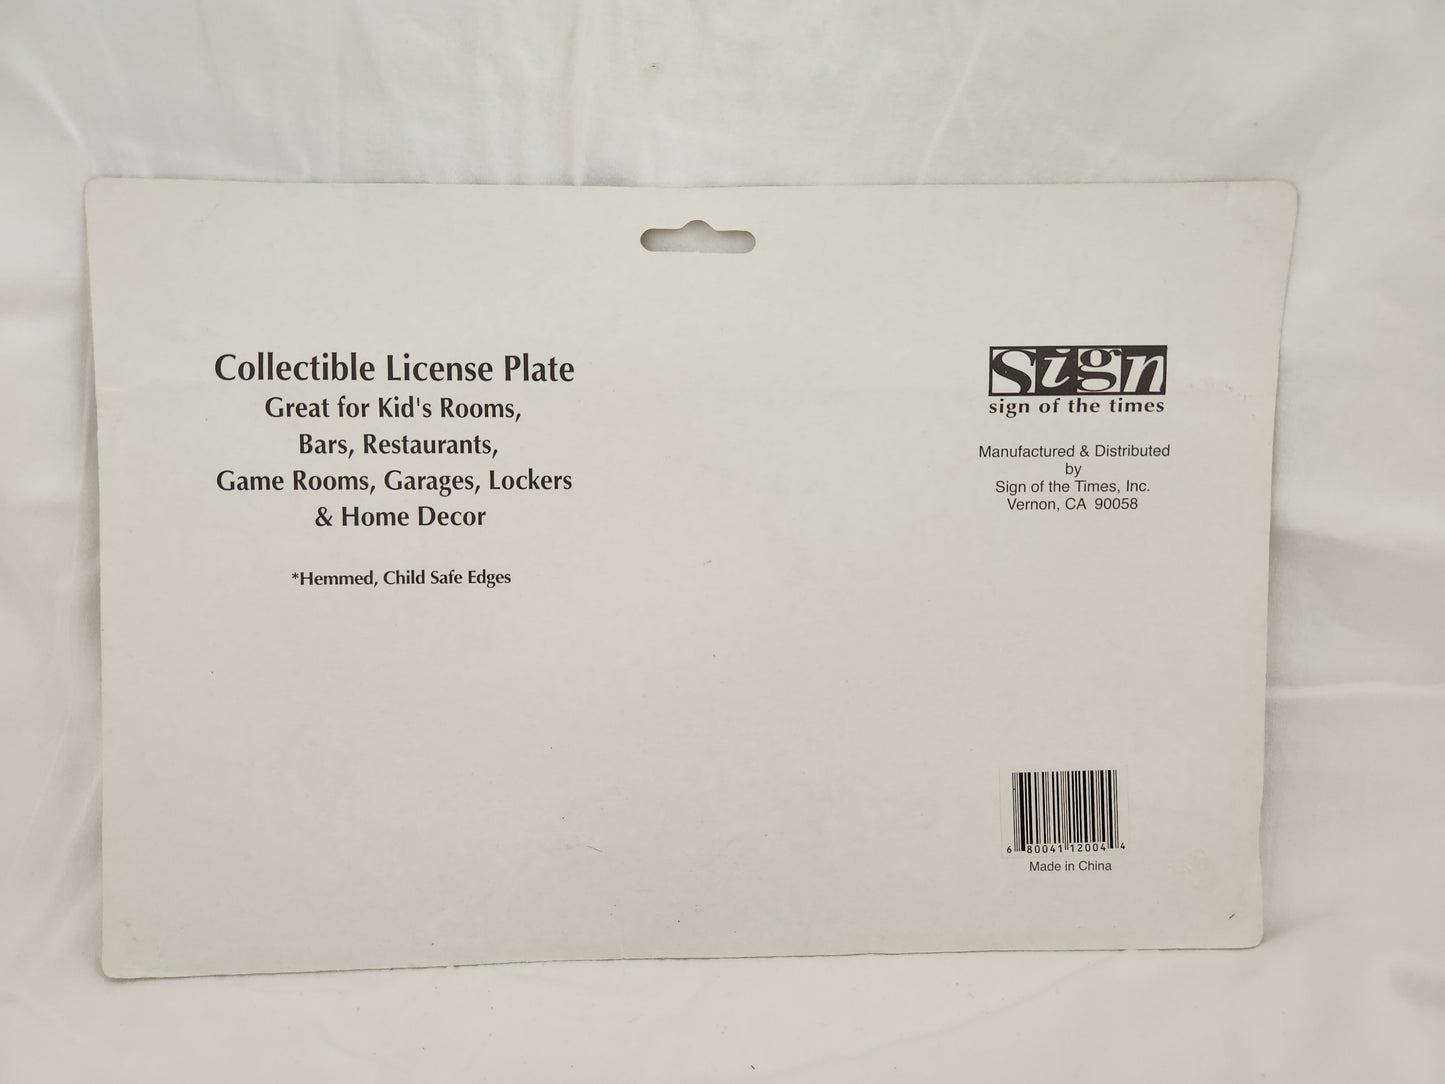 Collectible License Plate
Great for Kid's Rooms,
Bars, Restaurants,
Game Rooms, Garages, Lockers
& Home Decor
*Hemmed, Child Safe Edges
Sign
sign of the times
Manufactured & Distributed
by
Sign of the Times, Inc.
Vernon, CA 90058
6 80041 12004 4
Made in China